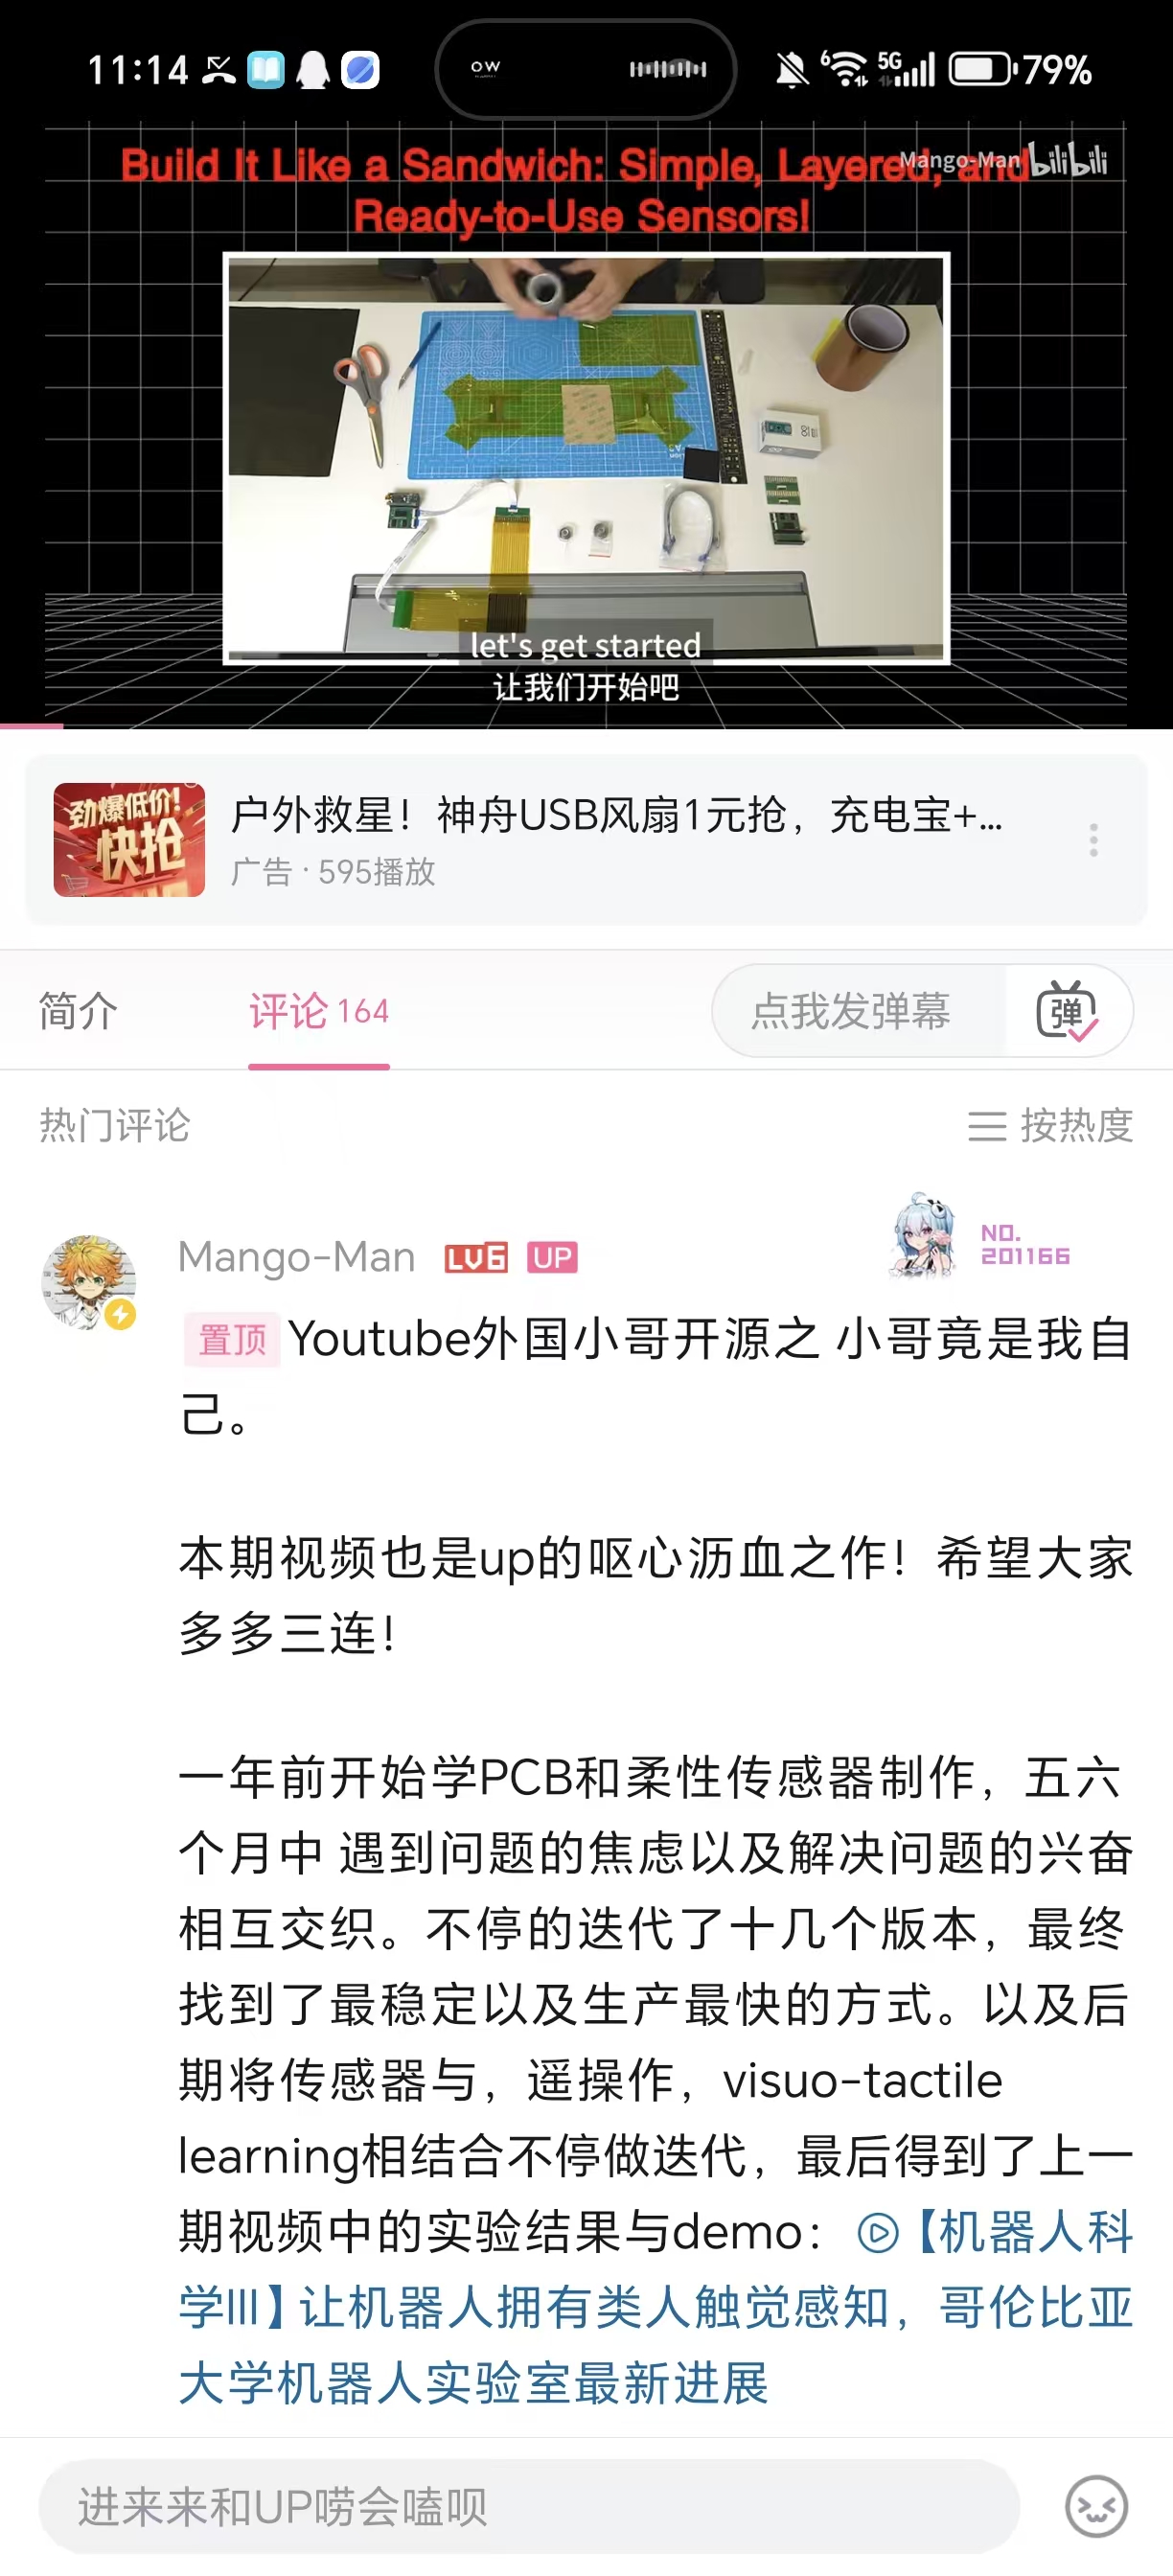 11:14
OW
6
5G
79%
Build It Like a Sandwich: Simple, Layered, and
Mango-Man bilibili
Ready-to-Use Sensors!
let's get started
让我们开始吧
劲爆低价!
快抢
户外救星！神舟USB风扇1元抢，充电宝+...
广告 · 595播放
简介
评论 164
点我发弹幕
弹
热门评论
按热度
Mango-Man LV6 UP
NO.
201166
置顶 Youtube外国小哥开源之 小哥竟是我自
己。
本期视频也是up的呕心沥血之作！希望大家
多多三连！
一年前开始学PCB和柔性传感器制作，五六
个月中 遇到问题的焦虑以及解决问题的兴奋
相互交织。不停的迭代了十几个版本，最终
找到了最稳定以及生产最快的方式。以及后
期将传感器与，遥操作，visuo-tactile
learning相结合不停做迭代，最后得到了上一
期视频中的实验结果与demo：【机器人科
学III】让机器人拥有类人触觉感知，哥伦比亚
大学机器人实验室最新进展
进来来和UP唠会嗑呗